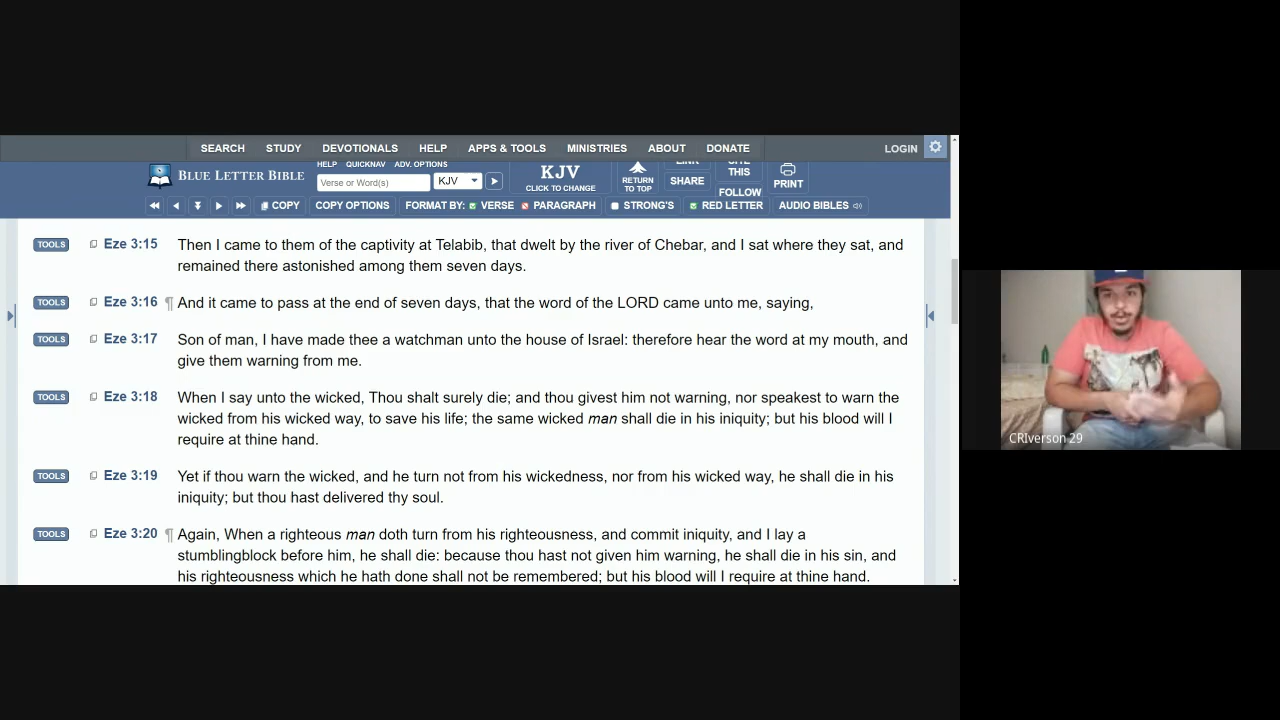 SEARCH STUDY DEVOTIONALS HELP APPS & TOOLS MINISTRIES ABOUT DONATE LOGIN
BLUE LETTER BIBLE
HELP QUICKNAV ADV. OPTIONS
Verse or Word(s) KJV
KJV
CLICK TO CHANGE
RETURN
TO TOP
LINK
SHARE
CITE
THIS
FOLLOW
PRINT
COPY COPY OPTIONS FORMAT BY: VERSE PARAGRAPH STRONG'S RED LETTER AUDIO BIBLES
TOOLS Eze 3:15 Then I came to them of the captivity at Telabib, that dwelt by the river of Chebar, and I sat where they sat, and
remained there astonished among them seven days.
TOOLS Eze 3:16 ¶ And it came to pass at the end of seven days, that the word of the LORD came unto me, saying,
TOOLS Eze 3:17 Son of man, I have made thee a watchman unto the house of Israel: therefore hear the word at my mouth, and
give them warning from me.
TOOLS Eze 3:18 When I say unto the wicked, Thou shalt surely die; and thou givest him not warning, nor speakest to warn the
wicked from his wicked way, to save his life; the same wicked man shall die in his iniquity; but his blood will I
require at thine hand.
TOOLS Eze 3:19 Yet if thou warn the wicked, and he turn not from his wickedness, nor from his wicked way, he shall die in his
iniquity; but thou hast delivered thy soul.
TOOLS Eze 3:20 ¶ Again, When a righteous man doth turn from his righteousness, and commit iniquity, and I lay a
stumblingblock before him, he shall die: because thou hast not given him warning, he shall die in his sin, and
his righteousness which he hath done shall not be remembered; but his blood will I require at thine hand.
CRIverson 29